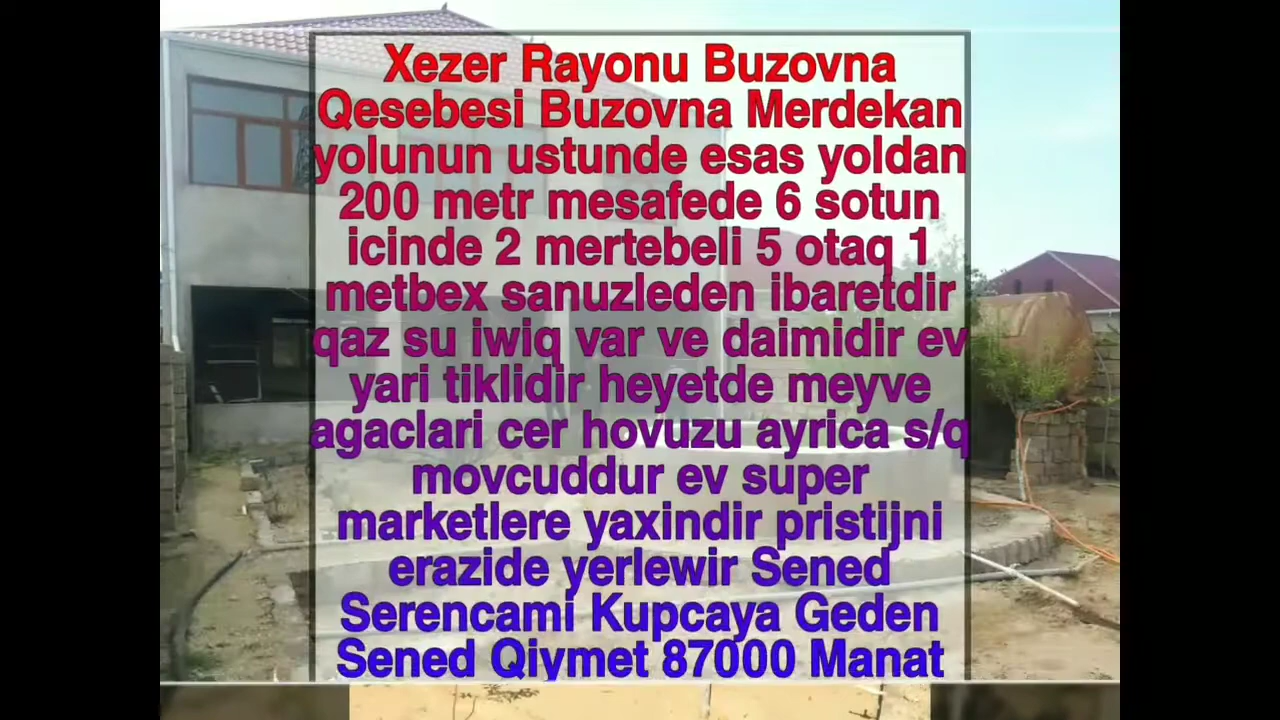 Xezer Rayonu Buzovna
Qesebesi Buzovna Merdekan
yolunun ustunde esas yoldan
200 metr mesafede 6 sotun
icinde 2 mertebeli 5 otaq 1
metbex sanuzleden ibaretdir
qaz su iwiq var ve daimidir ev
yari tiklidir heyetde meyve
agaclari cer hovuzu ayrica s/q
movcuddur ev super
marketlere yaxindir pristijni
erazide yerlewir Sened
Serencami Kupcaya Geden
Sened Qiymet 87000 Manat